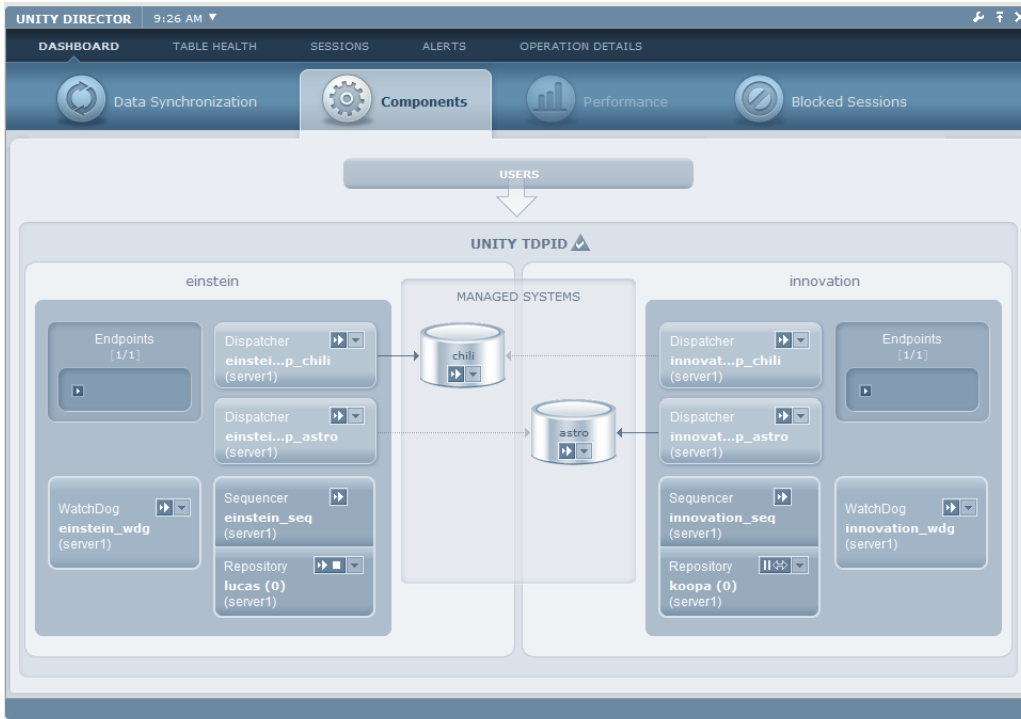 UNITY DIRECTOR 9:26 AM
DASHBOARD TABLE HEALTH SESSIONS ALERTS OPERATION DETAILS
Data Synchronization Components Performance Blocked Sessions
USERS
UNITY TDPID
einstein
MANAGED SYSTEMS
innovation
Endpoints
[1/1]
Dispatcher
einstei...p_chili
(server1)
Dispatcher
einstei...p_astro
(server1)
WatchDog
einstein_wdg
(server1)
Sequencer
einstein_seq
(server1)
Repository
lucas (0)
(server1)
chili
astro
Dispatcher
innovat...p_chili
(server1)
Dispatcher
innovat...p_astro
(server1)
Sequencer
innovation_seq
(server1)
Repository
koopa (0)
(server1)
Endpoints
[1/1]
WatchDog
innovation_wdg
(server1)